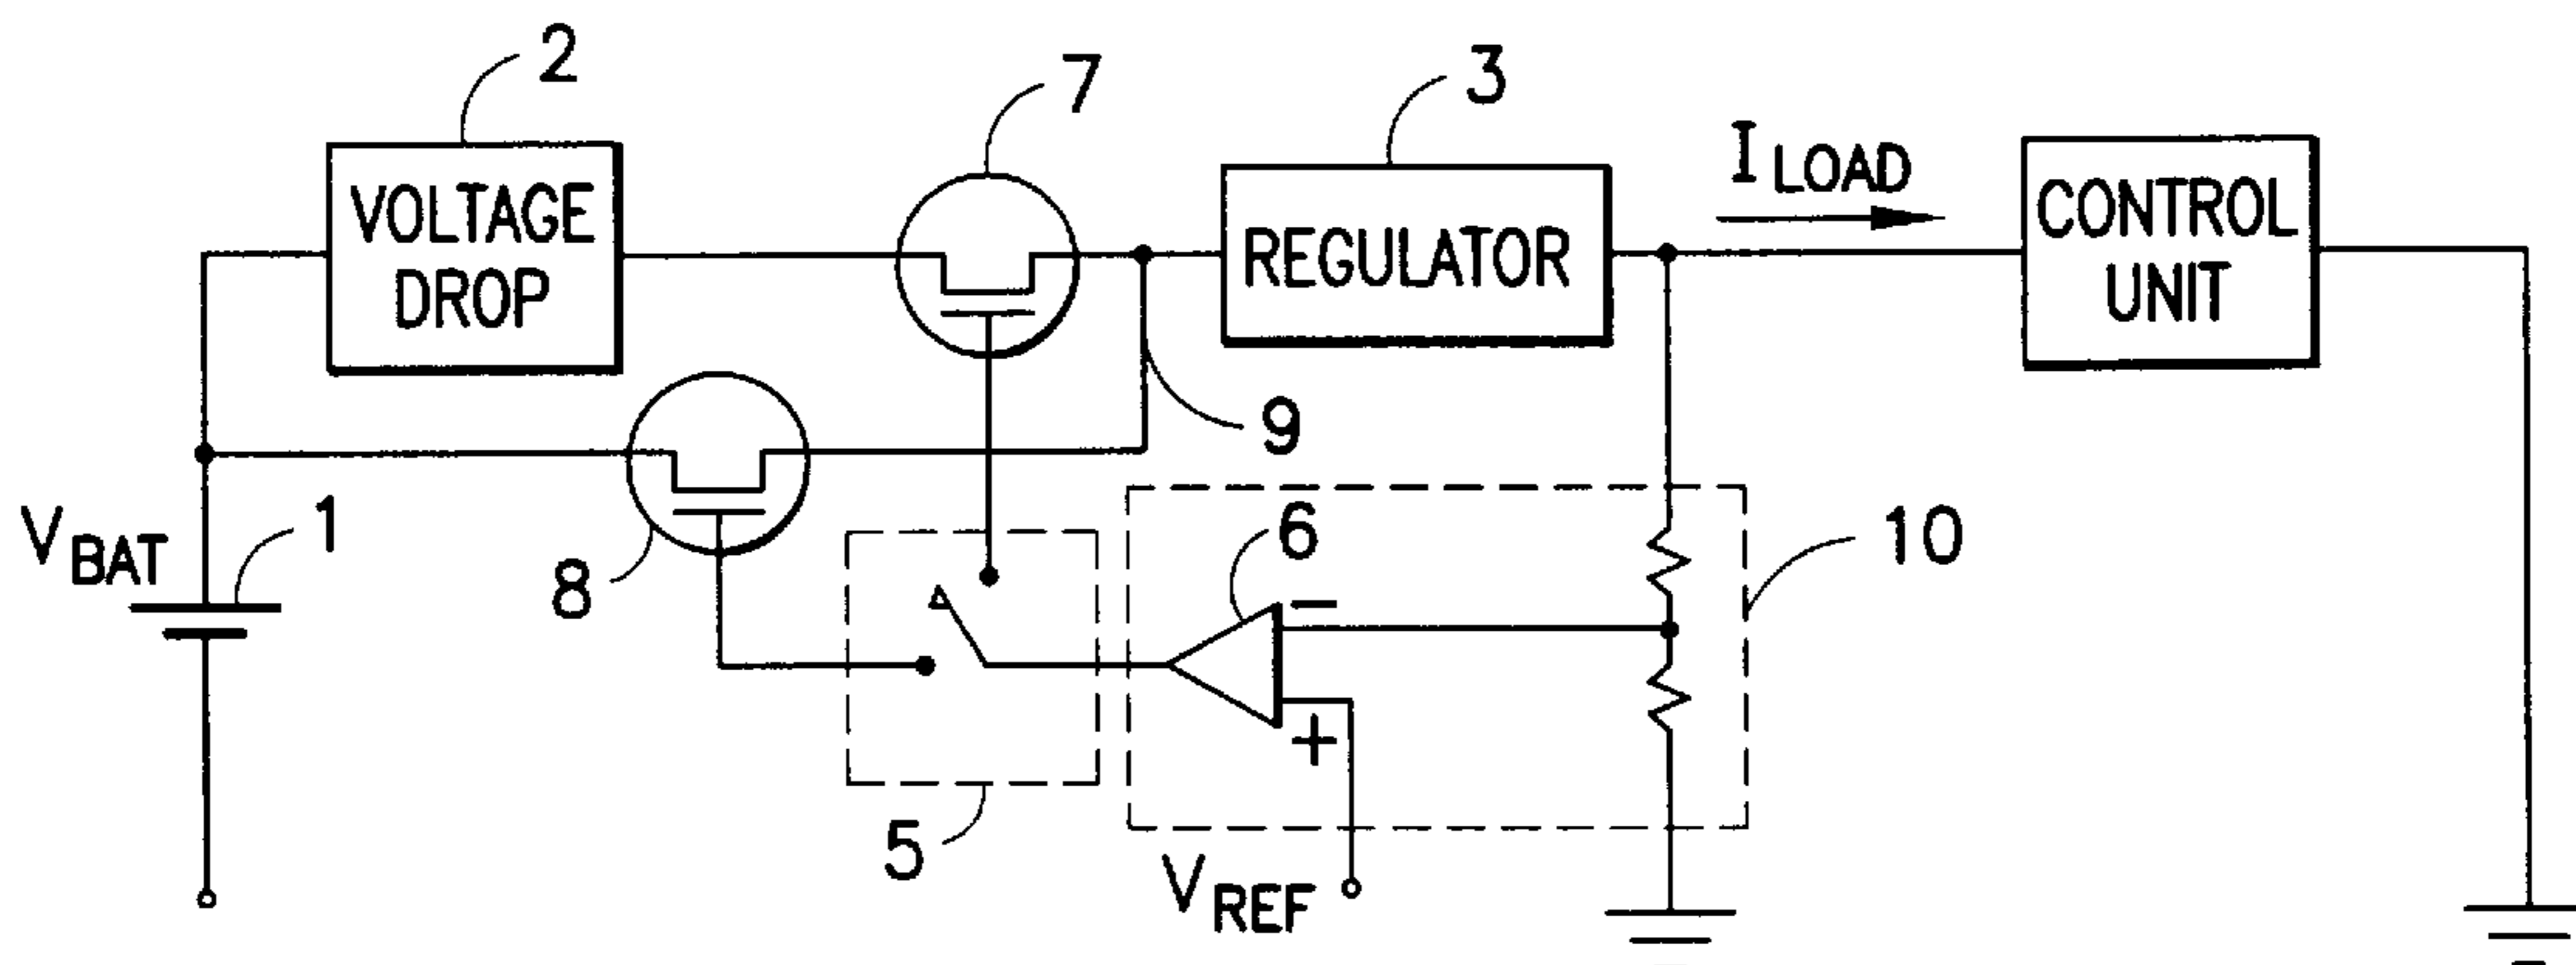 2
7
3
VOLTAGE
DROP
REGULATOR
I LOAD
CONTROL
UNIT
9
V BAT
1
8
6
10
−
+
5
V REF